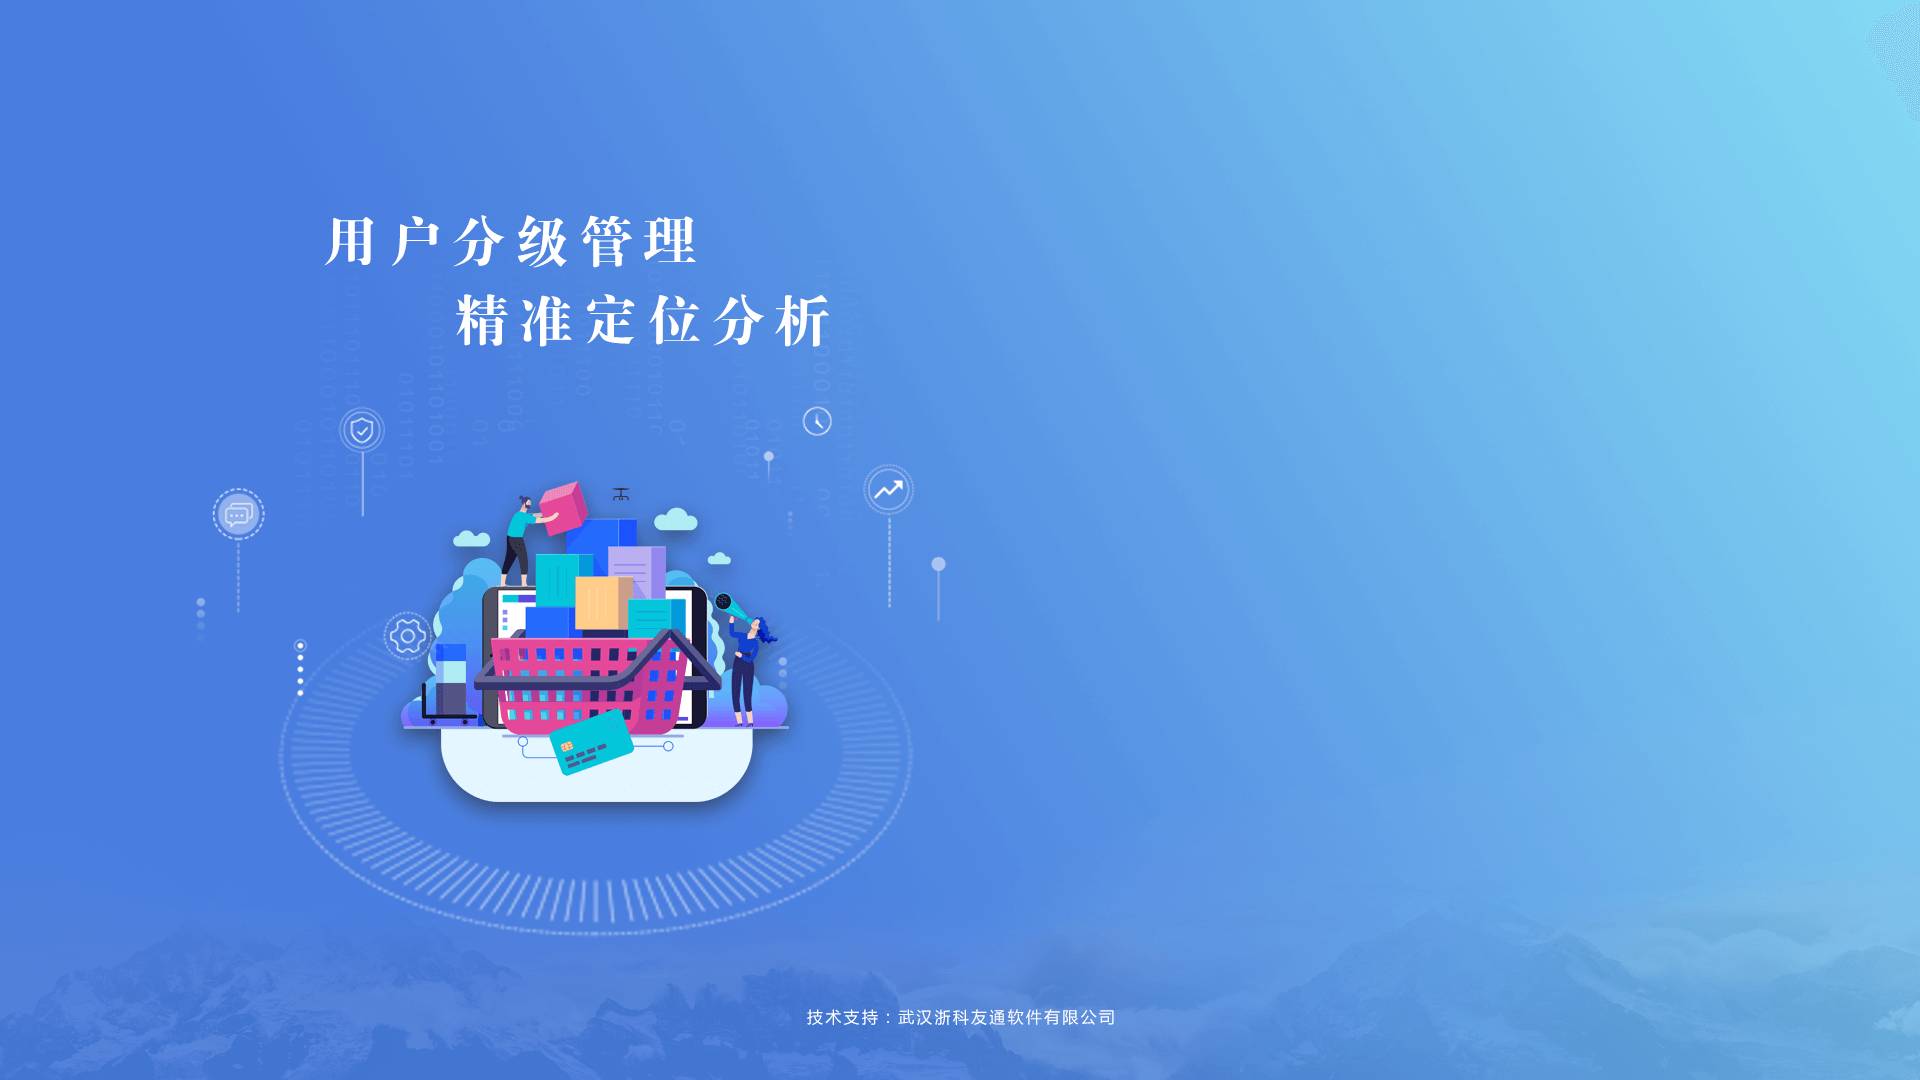 用户分级管理
精准定位分析
技术支持：武汉浙科友通软件有限公司